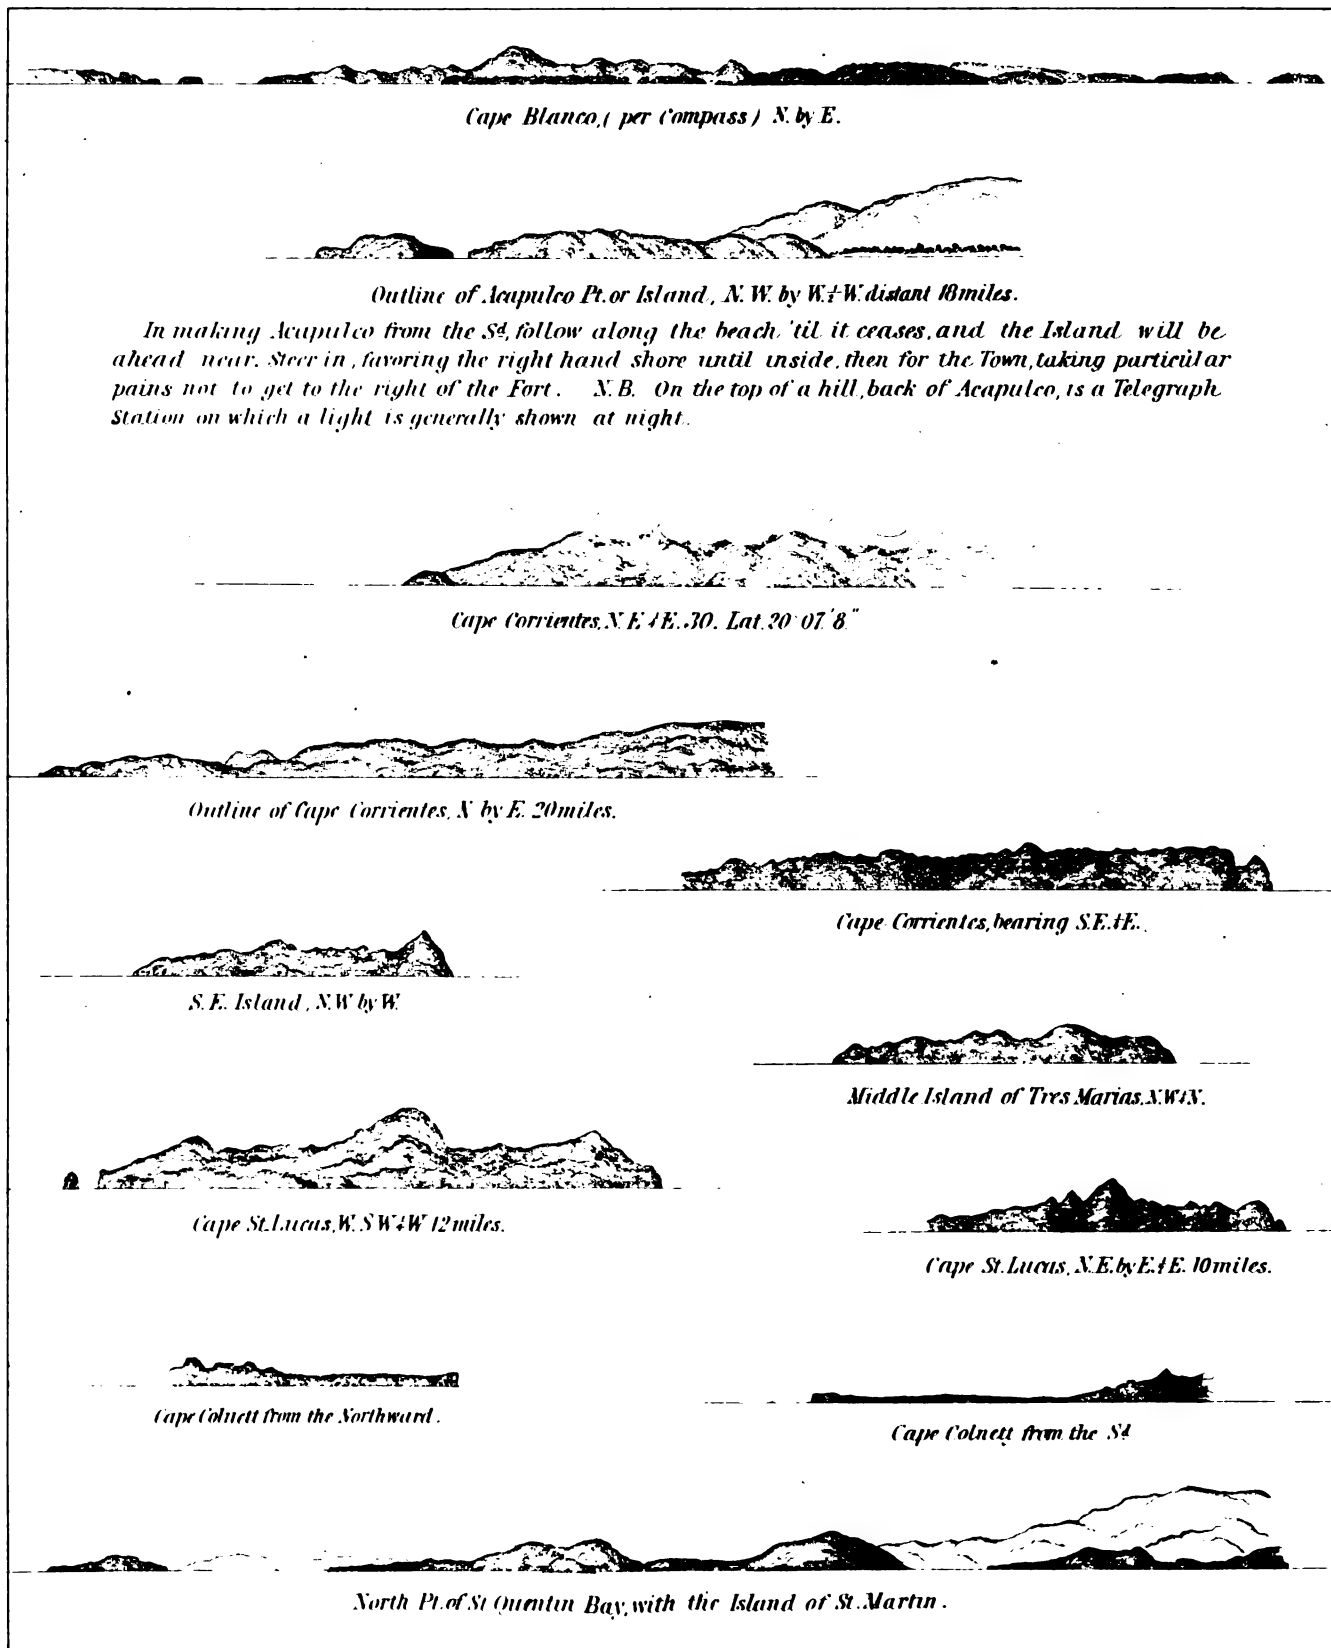 Cape Blanco, ( per Compass ) N. by E.
Outline of Acapulco Pt. or Island, N. W. by W. ½ W. distant 18 miles.
In making Acapulco from the Sd, follow along the beach 'til it ceases, and the Island will be
ahead near. Steer in, favoring the right hand shore until inside, then for the Town, taking particular
pains not to get to the right of the Fort. N.B. On the top of a hill, back of Acapulco, is a Telegraph
Station on which a light is generally shown at night.
Cape Corrientes, N. E. ½ E. 30. Lat. 20° 07' 8"
Outline of Cape Corrientes, N by E. 20 miles.
Cape Corrientes, bearing S.E. ½ E.
S. E. Island, N. W by W.
Middle Island of Tres Marias, N.W ½ N.
Cape St. Lucas, W. S W ½ W 12 miles.
Cape St. Lucas, N. E. by E. ½ E. 10 miles.
Cape Colnett from the Northward.
Cape Colnett from the Sd
North Pt. of St Quentin Bay, with the Island of St. Martin.